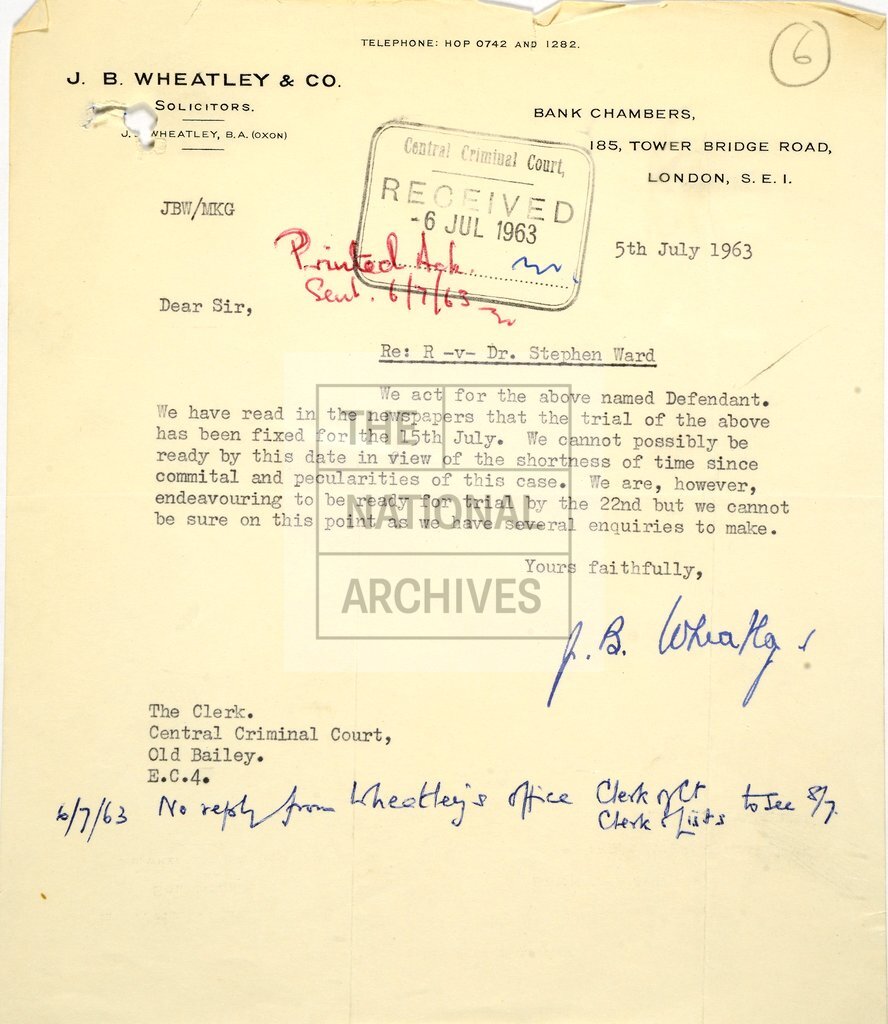 TELEPHONE: HOP 0742 AND 1282.
6
J. B. WHEATLEY & CO.
SOLICITORS.
J. WHEATLEY, B.A. (OXON)
BANK CHAMBERS,
185, TOWER BRIDGE ROAD,
LONDON, S.E.1.
Central Criminal Court,
RECEIVED
-6 JUL 1963
JBW/MKG
Printed Ack.
Sent. 6/7/63
5th July 1963
Dear Sir,
Re: R -v- Dr. Stephen Ward
We act for the above named Defendant.
We have read in the newspapers that the trial of the above
has been fixed for the 15th July. We cannot possibly be
ready by this date in view of the shortness of time since
commital and pecularities of this case. We are, however,
endeavouring to be ready for trial by the 22nd but we cannot
be sure on this point as we have several enquiries to make.
Yours faithfully,
J. B. Wheatley
THE
NATIONAL
ARCHIVES
The Clerk.
Central Criminal Court,
Old Bailey.
E.C.4.
6/7/63 No reply from Wheatley's office Clerk of Ct to see 8/7.
Clerk of Lists